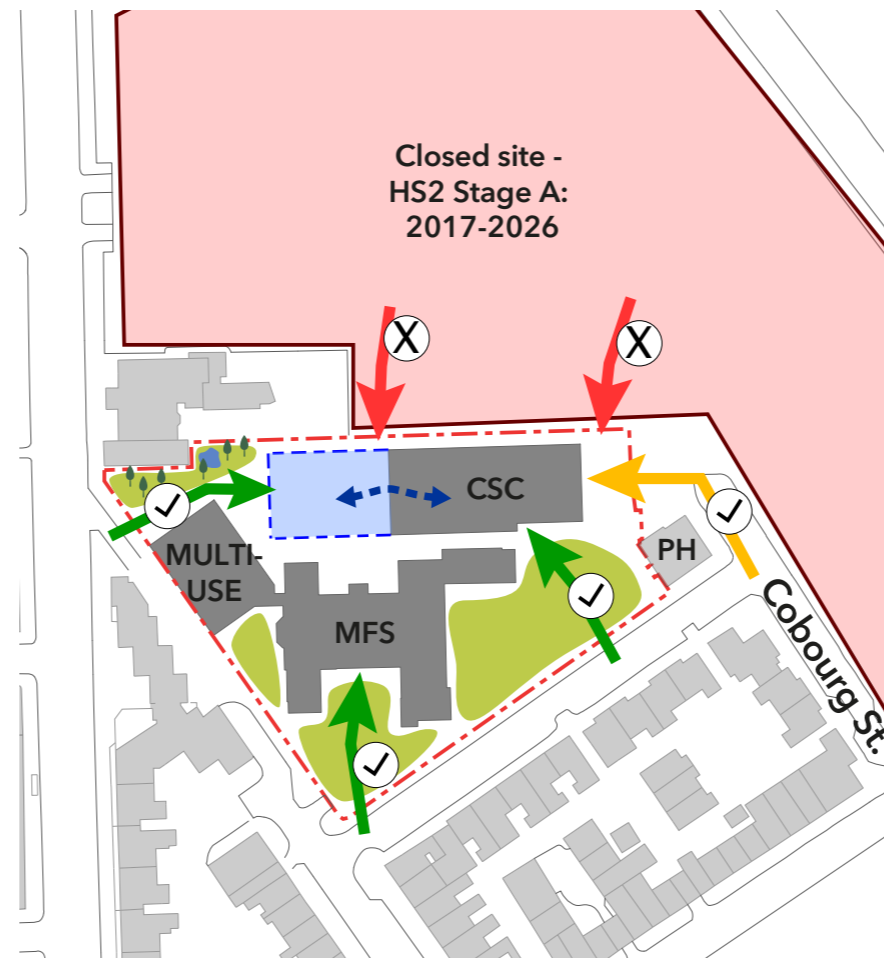 Closed site -
HS2 Stage A:
2017-2026
X
X
CSC
MULTI-
USE
PH
MFS
Cobourg St.